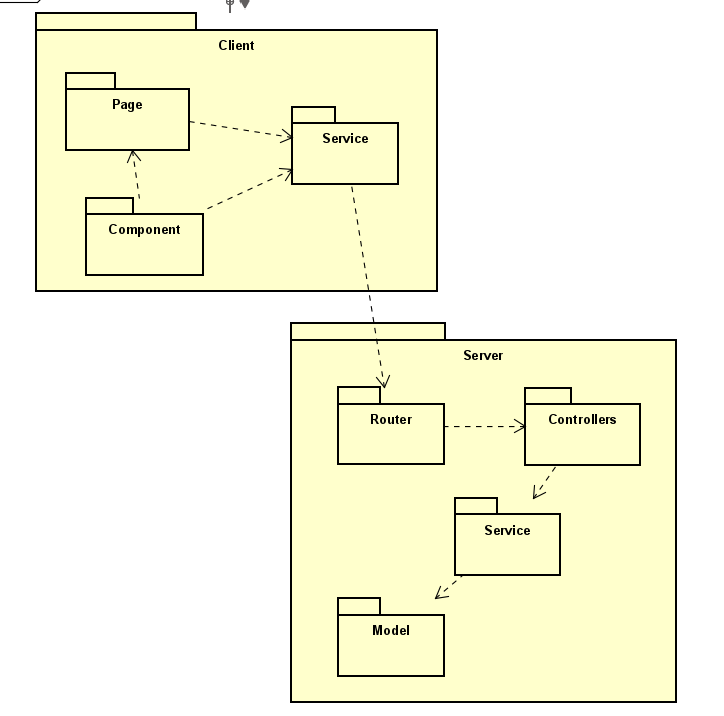 Client
Page
Service
Component
Server
Router
Controllers
Service
Model